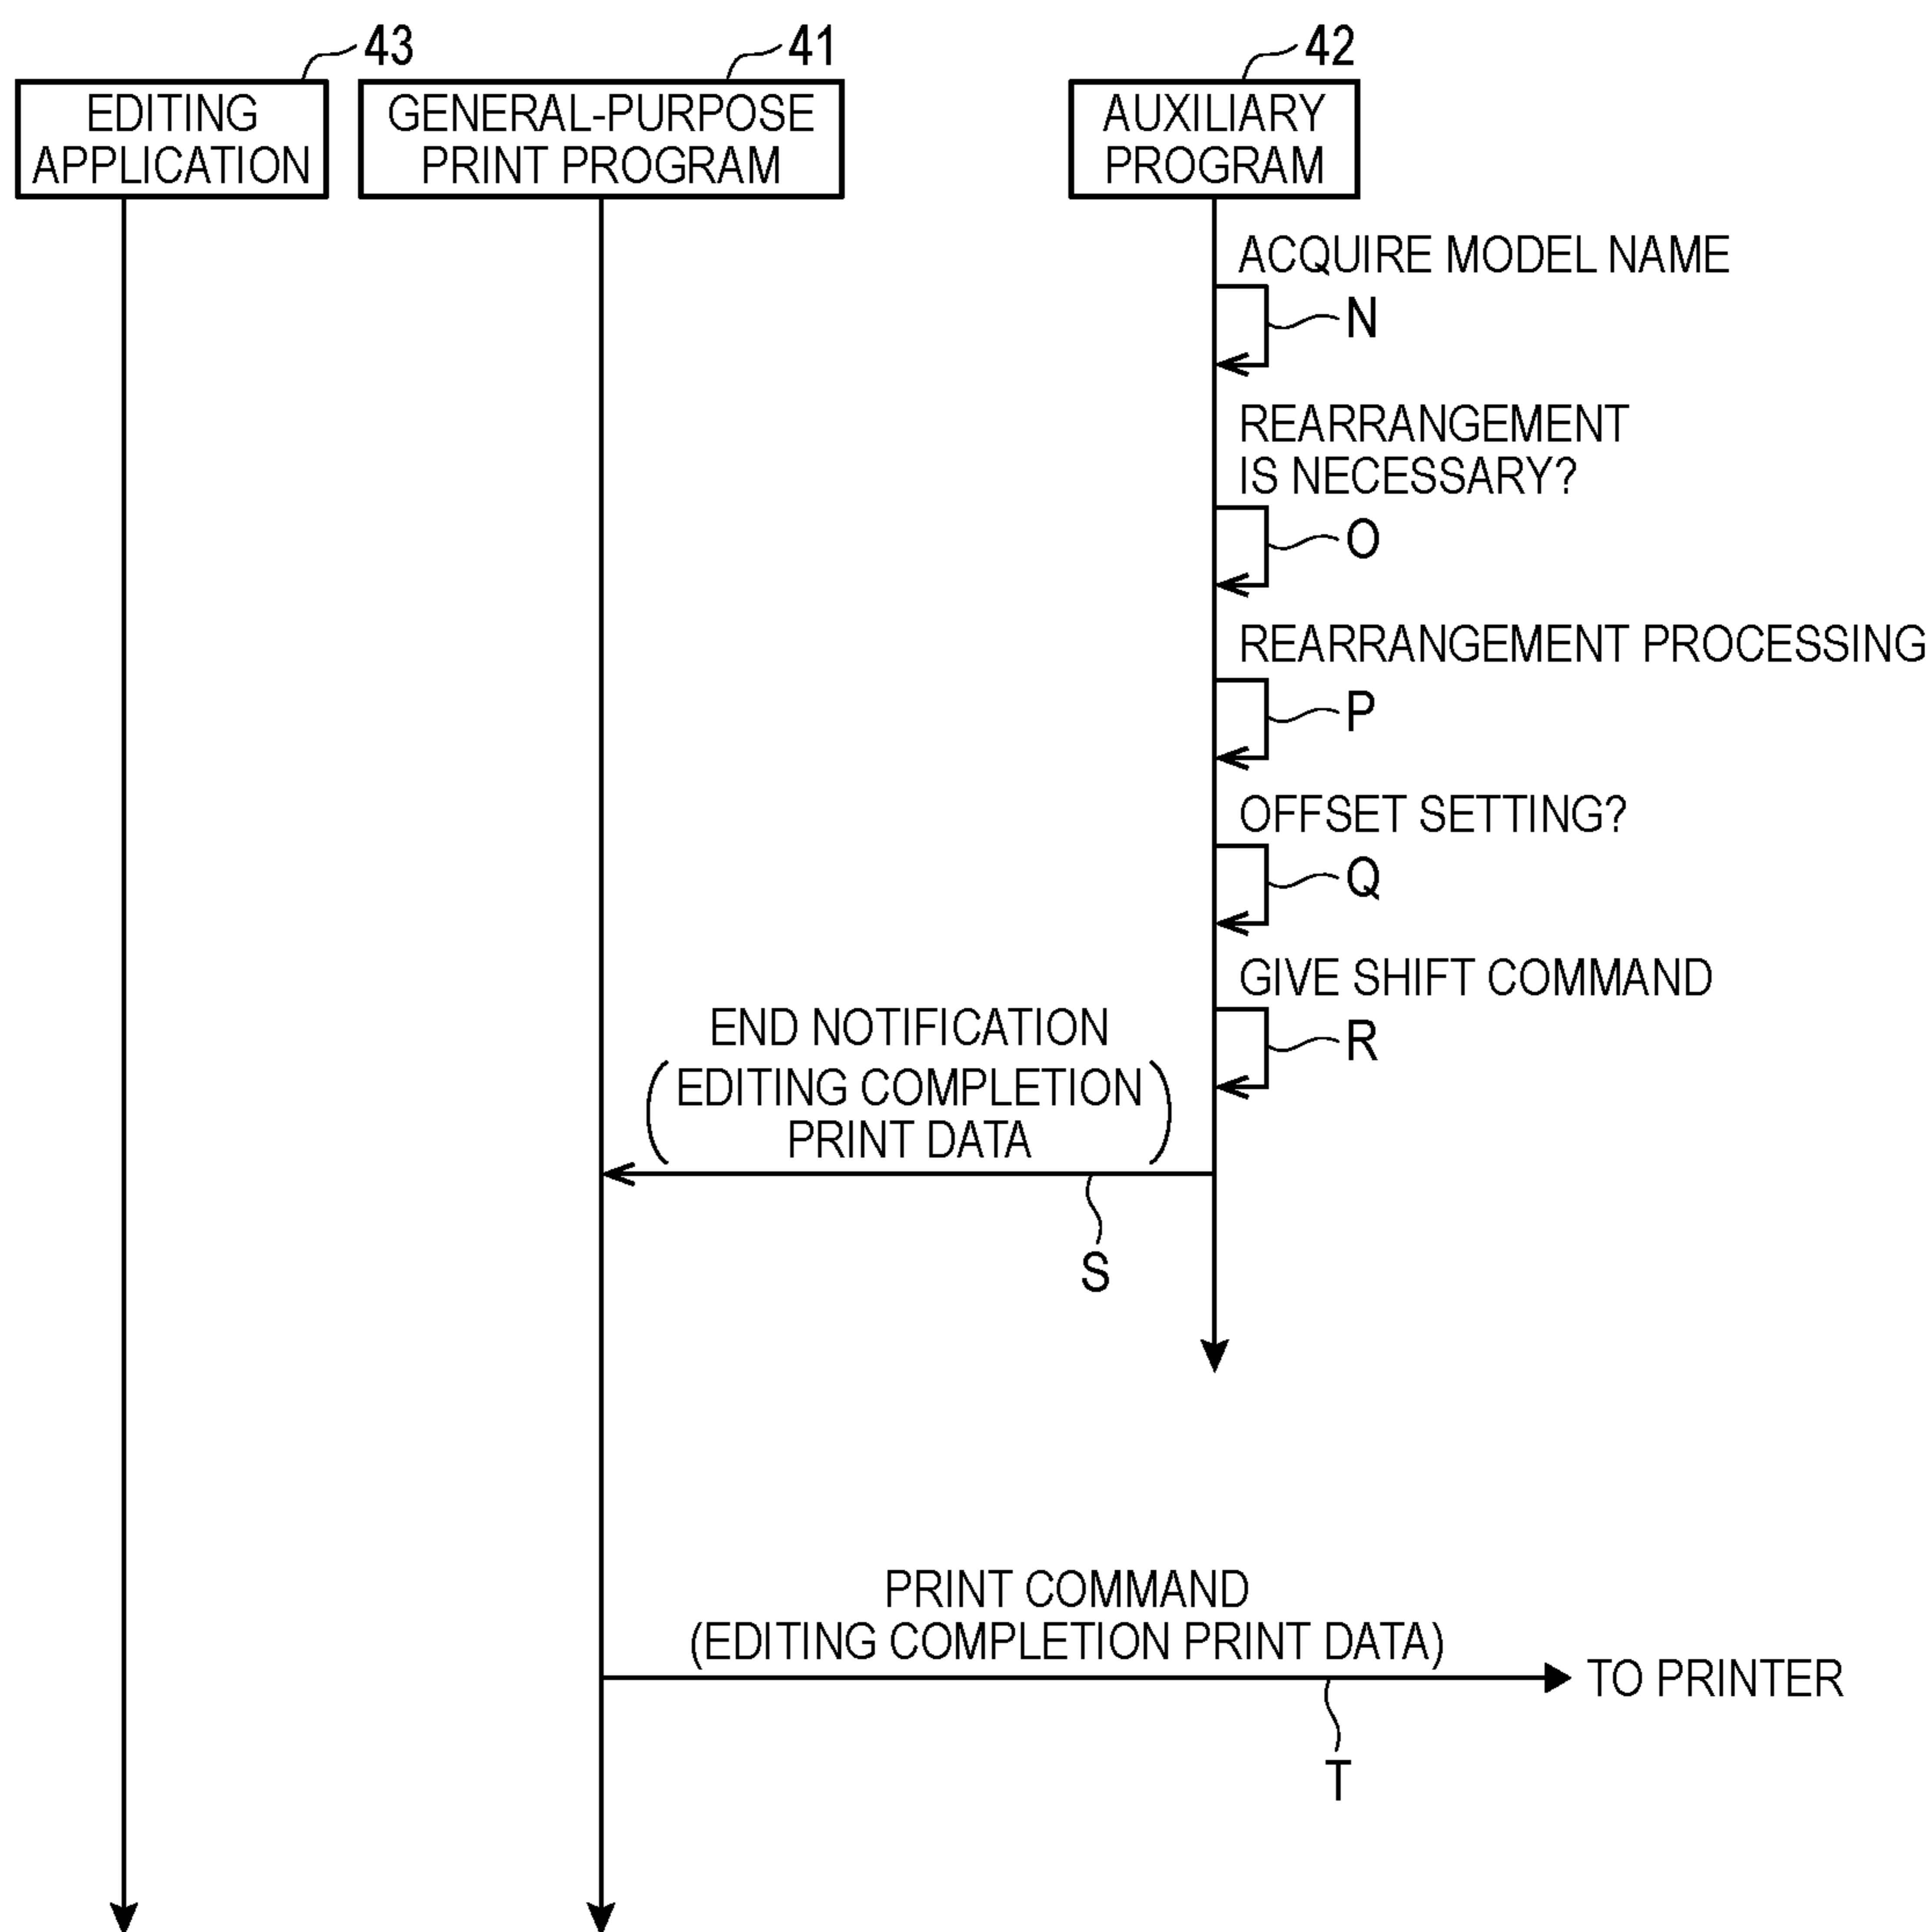 43
41
42
EDITING
APPLICATION
GENERAL-PURPOSE
PRINT PROGRAM
AUXILIARY
PROGRAM
ACQUIRE MODEL NAME
N
REARRANGEMENT
IS NECESSARY?
O
REARRANGEMENT PROCESSING
P
OFFSET SETTING?
Q
GIVE SHIFT COMMAND
R
END NOTIFICATION
(EDITING COMPLETION
PRINT DATA)
S
PRINT COMMAND
(EDITING COMPLETION PRINT DATA)
TO PRINTER
T